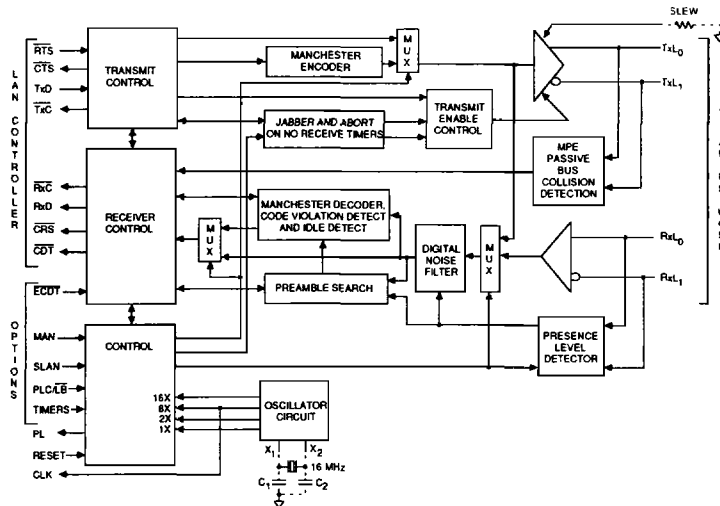 SLEW
LAN CONTROLLER
RTS
CTS
TxD
TxC
TRANSMIT CONTROL
MANCHESTER ENCODER
MUX
TxL0
TxL1
JABBER AND ABORT ON NO RECEIVE TIMERS
TRANSMIT ENABLE CONTROL
MPE PASSIVE BUS COLLISION DETECTION
RxC
RxD
CRS
CDT
RECEIVER CONTROL
MANCHESTER DECODER, CODE VIOLATION DETECT AND IDLE DETECT
MUX
DIGITAL NOISE FILTER
MUX
RxL0
RxL1
PREAMBLE SEARCH
PRESENCE LEVEL DETECTOR
OPTIONS
ECDT
MAN
SLAN
PLC/LB
TIMERS
PL
RESET
CLK
CONTROL
16X
8X
2X
1X
OSCILLATOR CIRCUIT
X1
X2
16 MHz
C1
C2